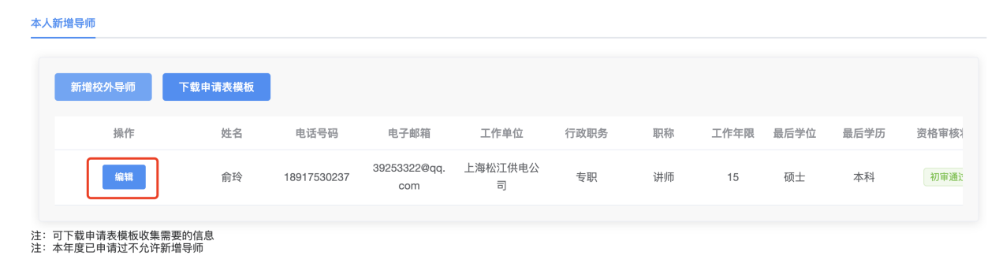 本人新增导师
新增校外导师 下载申请表模板
操作 姓名 电话号码 电子邮箱 工作单位 行政职务 职称 工作年限 最后学位 最后学历 资格审核
编辑 俞玲 18917530237 39253322@qq. 上海松江供电公 专职 讲师 15 硕士 本科 初审通过
com 司
注：可下载申请表模板收集需要的信息
注：本年度已申请过不允许新增导师